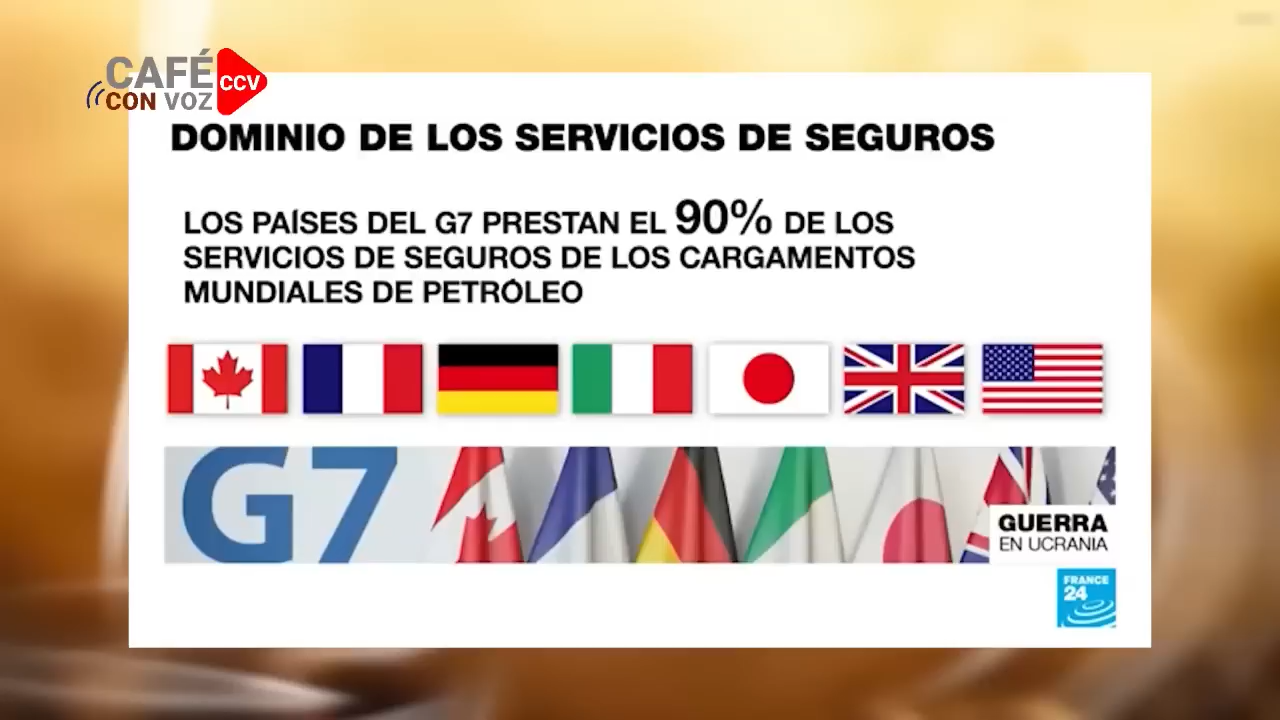 CAFÉ
CON VOZ
CCV
DOMINIO DE LOS SERVICIOS DE SEGUROS
LOS PAÍSES DEL G7 PRESTAN EL 90% DE LOS
SERVICIOS DE SEGUROS DE LOS CARGAMENTOS
MUNDIALES DE PETRÓLEO
G7
GUERRA
EN UCRANIA
FRANCE
24